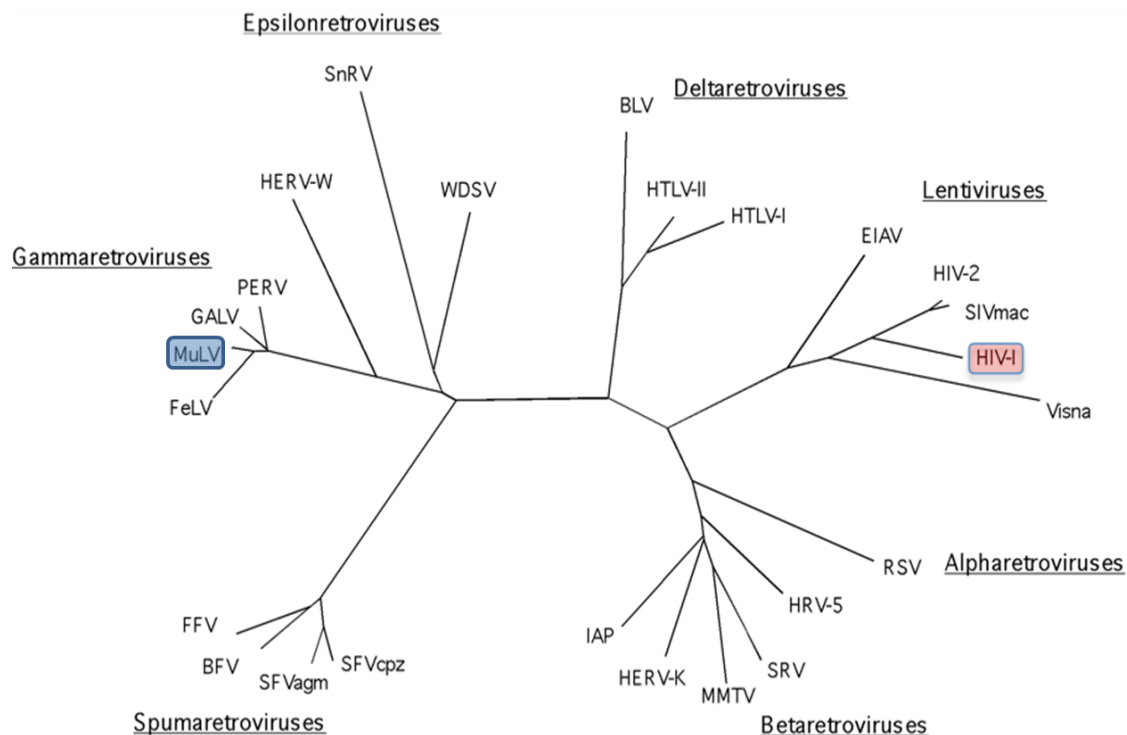 Epsilonretroviruses
SnRV
Deltaretroviruses
BLV
HERV-W
WDSV
HTLV-II
HTLV-I
Lentiviruses
EIAV
Gammaretroviruses
PERV
HIV-2
GALV
SIVmac
MuLV
HIV-I
FeLV
Visna
RSV
Alpharetroviruses
HRV-5
FFV
IAP
BFV
SFVcpz
SFVagm
HERV-K
SRV
MMTV
Spumaretroviruses
Betaretroviruses